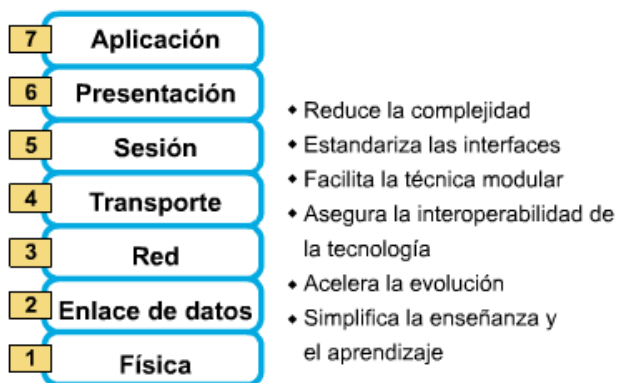 7 Aplicación
6 Presentación
5 Sesión
4 Transporte
3 Red
2 Enlace de datos
1 Física
◆ Reduce la complejidad
◆ Estandariza las interfaces
◆ Facilita la técnica modular
◆ Asegura la interoperabilidad de
la tecnología
◆ Acelera la evolución
◆ Simplifica la enseñanza y
el aprendizaje